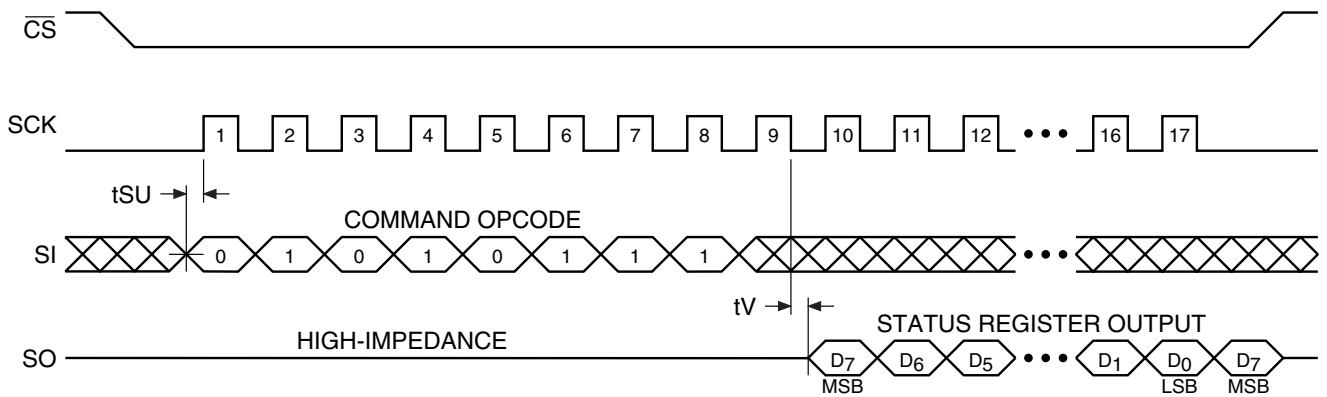 CS
SCK 1 2 3 4 5 6 7 8 9 10 11 12 ••• 16 17
tSU
COMMAND OPCODE
SI 0 1 0 1 0 1 1 1 •••
tV
HIGH-IMPEDANCE STATUS REGISTER OUTPUT
SO D7 D6 D5 ••• D1 D0 D7
MSB LSB MSB